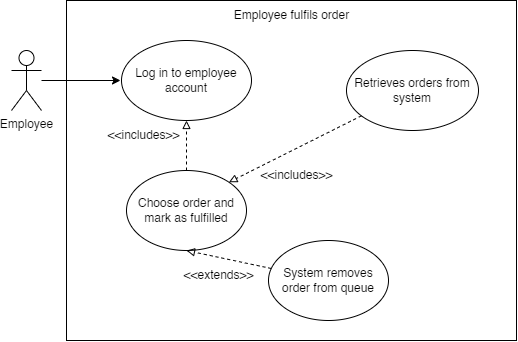 Employee fulfils order
Log in to employee
account
Retrieves orders from
system
Employee
<<includes>>
<<includes>>
Choose order and
mark as fulfilled
<<extends>>
System removes
order from queue